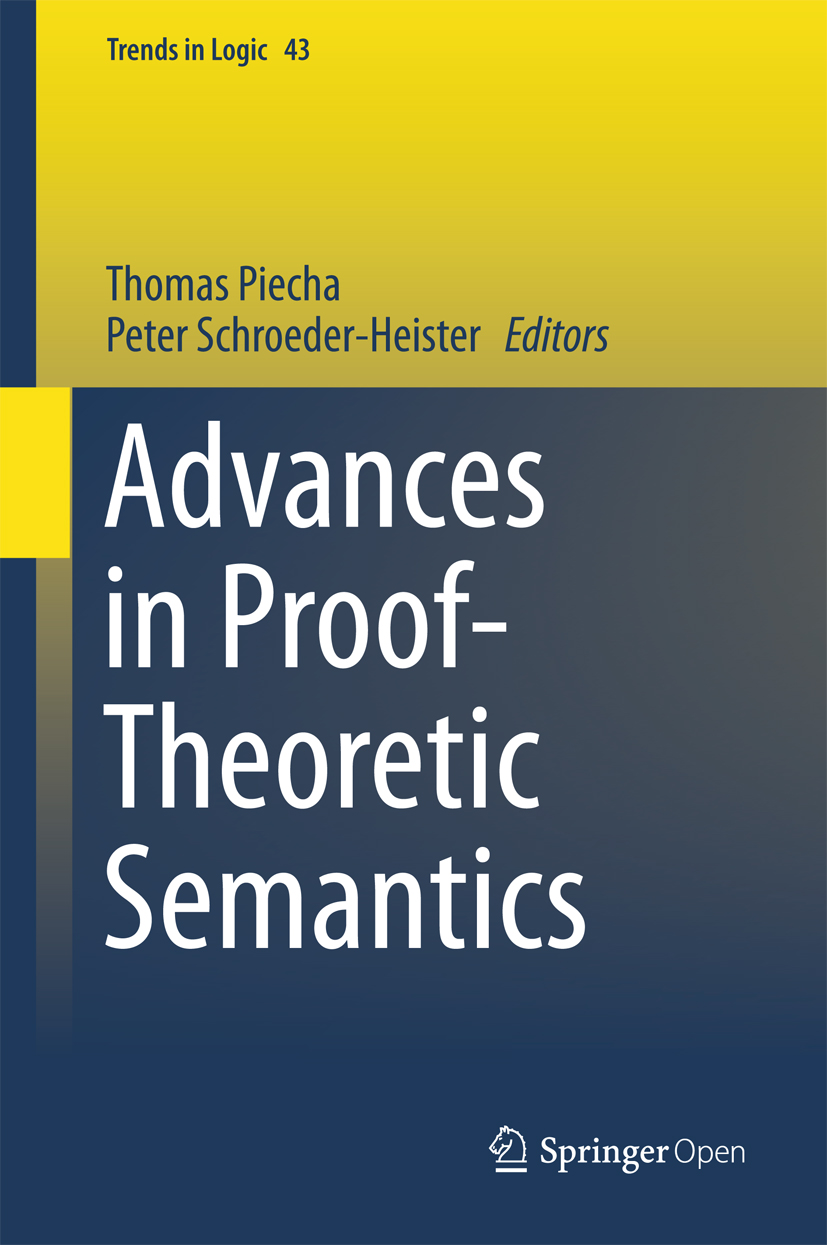 Trends in Logic 43
Thomas Piecha
Peter Schroeder-Heister Editors
Advances
in Proof-
Theoretic
Semantics
Springer Open